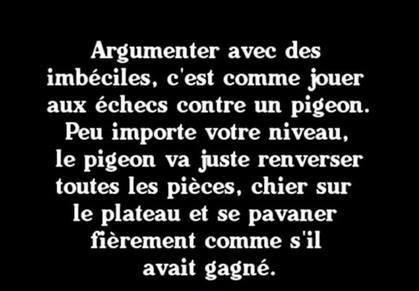 Argumenter avec des
imbéciles, c'est comme jouer
aux échecs contre un pigeon.
Peu importe votre niveau,
le pigeon va juste renverser
toutes les pièces, chier sur
le plateau et se pavaner
fièrement comme s'il
avait gagné.